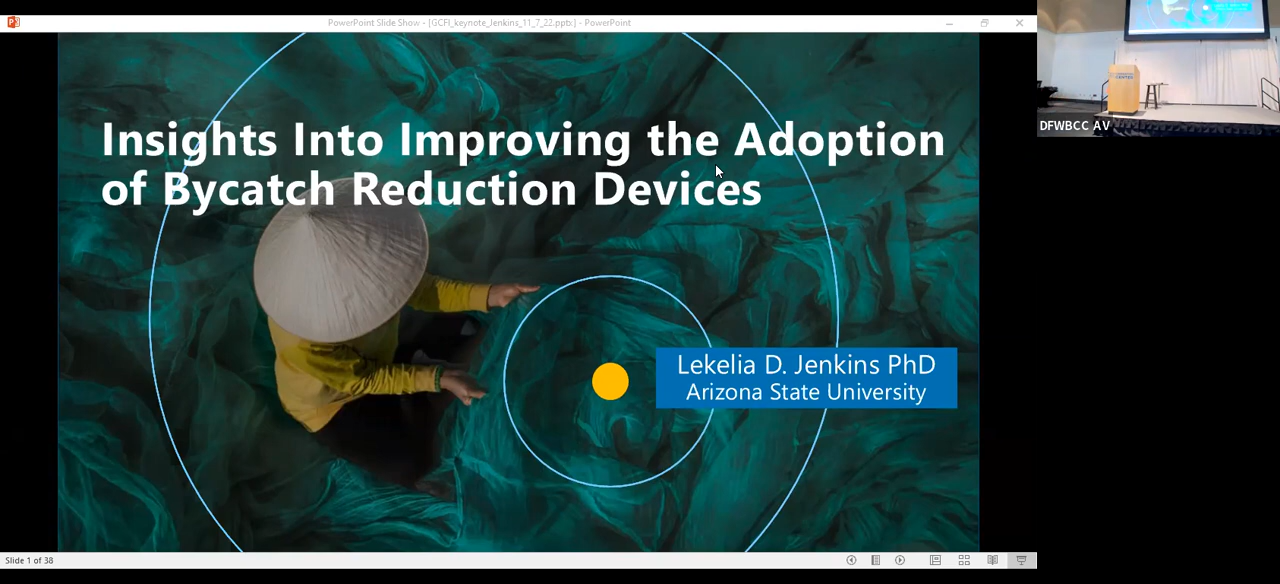 PowerPoint Slide Show - [GCFI_keynote_Jenkins_11_7_22.pptx] - PowerPoint
Insights Into Improving the Adoption
of Bycatch Reduction Devices
Lekelia D. Jenkins PhD
Arizona State University
Slide 1 of 38
DFWBCC AV